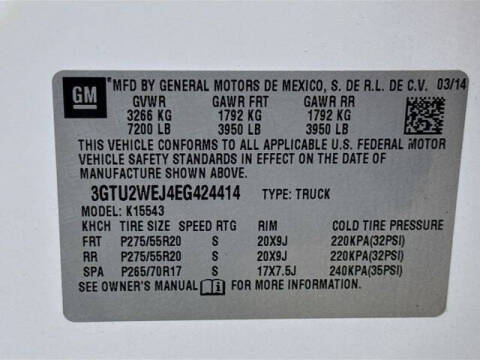 GM
*MFD BY GENERAL MOTORS DE MEXICO, S. DE R.L. DE C.V. 03/14
GVWR GAWR FRT GAWR RR
3266 KG 1792 KG 1792 KG
7200 LB 3950 LB 3950 LB
THIS VEHICLE CONFORMS TO ALL APPLICABLE U.S. FEDERAL MOTOR
VEHICLE SAFETY STANDARDS IN EFFECT ON THE DATE OF
MANUFACTURE SHOWN ABOVE.
3GTU2WEJ4EG424414 TYPE: TRUCK
MODEL: K15543
KHCH TIRE SIZE SPEED RTG RIM COLD TIRE PRESSURE
FRT P275/55R20 S 20X9J 220KPA(32PSI)
RR P275/55R20 S 20X9J 220KPA(32PSI)
SPA P265/70R17 S 17X7.5J 240KPA(35PSI)
SEE OWNER'S MANUAL FOR MORE INFORMATION